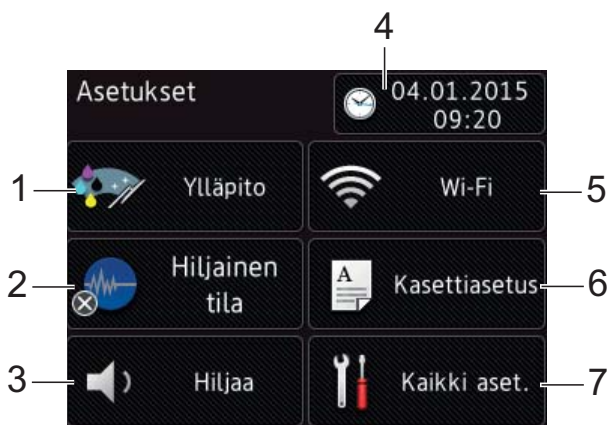 4
Asetukset
04.01.2015
09:20
1
Ylläpito
Wi-Fi
5
2
Hiljainen
tila
A
Kasettiasetus
6
3
Hiljaa
Kaikki aset.
7